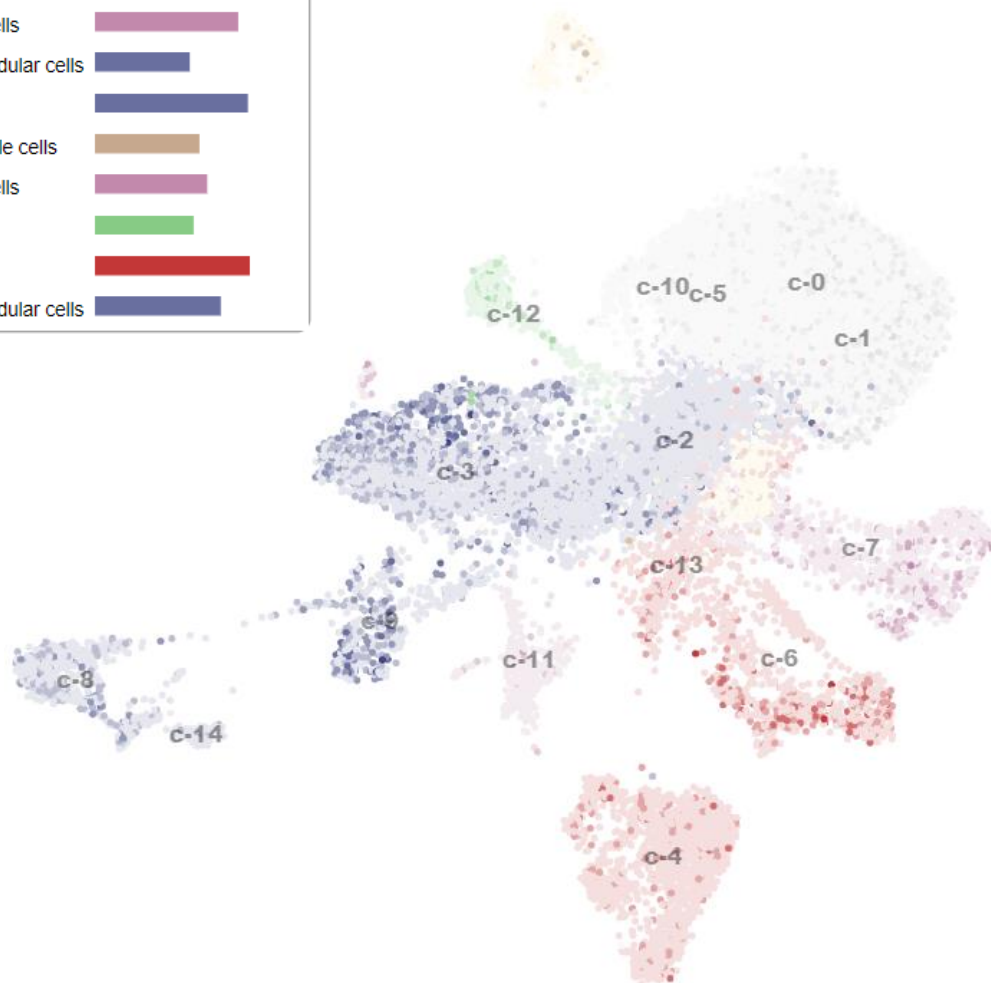 ells
dular cells
le cells
ells
dular cells
c-10
c-5
c-0
c-12
c-1
c-2
c-3
c-7
c-13
c-9
c-11
c-6
c-8
c-14
c-4